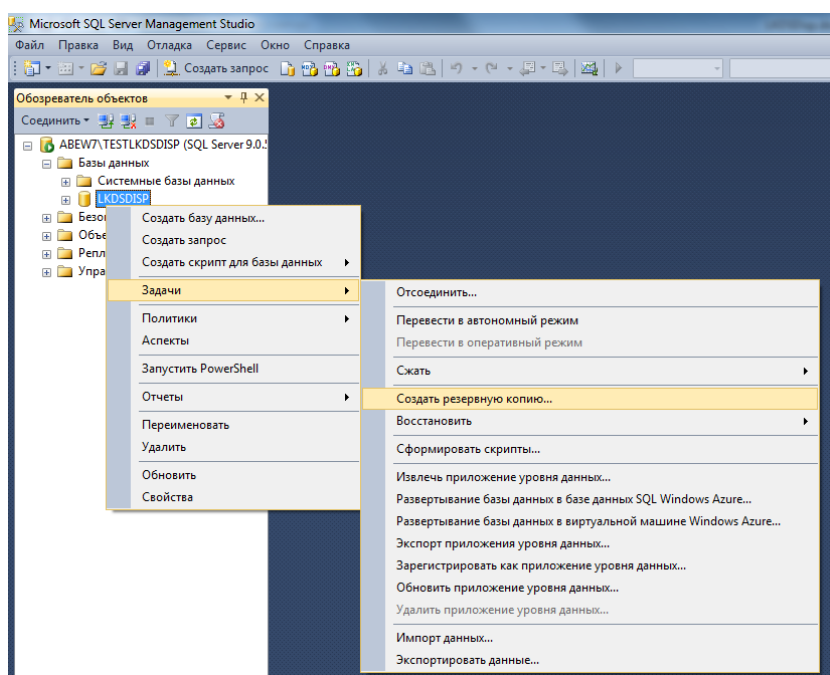 Microsoft SQL Server Management Studio
Файл Правка Вид Отладка Сервис Окно Справка
Создать запрос
Обозреватель объектов
Соединить
ABEW7\TESTLKDSDISP (SQL Server 9.0.
Базы данных
Системные базы данных
LKDSDISP
Безо
Объе
Репл
Упра
Создать базу данных...
Создать запрос
Создать скрипт для базы данных
Задачи
Политики
Аспекты
Запустить PowerShell
Отчеты
Переименовать
Удалить
Обновить
Свойства
Отсоединить...
Перевести в автономный режим
Перевести в оперативный режим
Сжать
Создать резервную копию...
Восстановить
Сформировать скрипты...
Извлечь приложение уровня данных...
Развертывание базы данных в базе данных SQL Windows Azure...
Развертывание базы данных в виртуальной машине Windows Azure...
Экспорт приложения уровня данных...
Зарегистрировать как приложение уровня данных...
Обновить приложение уровня данных...
Удалить приложение уровня данных...
Импорт данных...
Экспортировать данные...